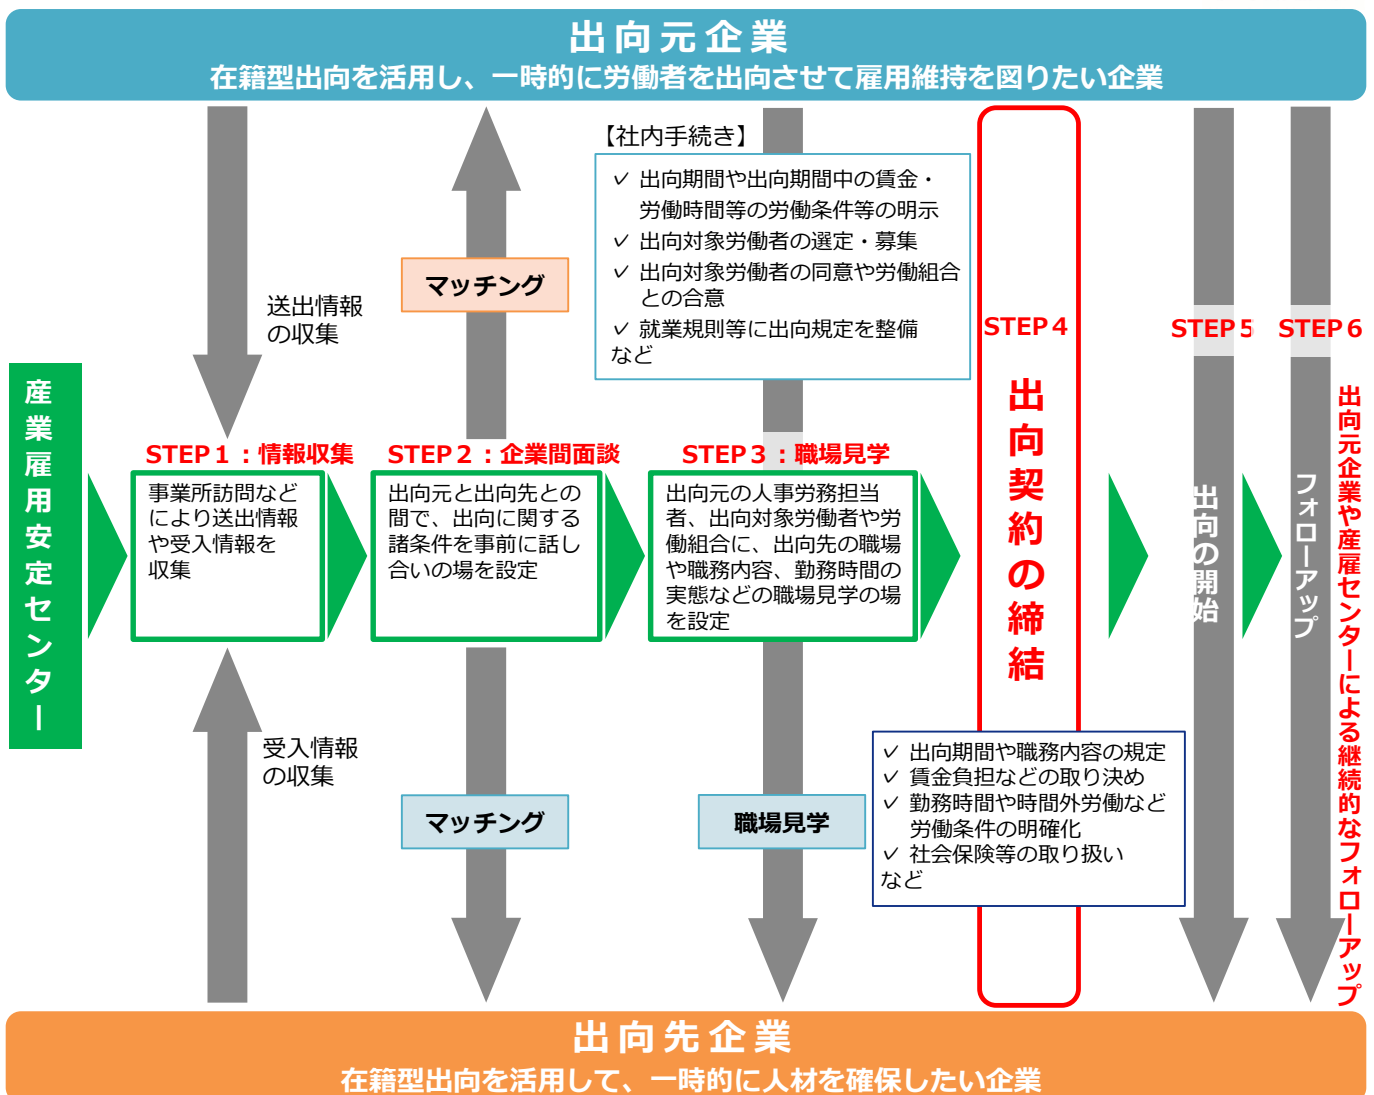 出向元企業
在籍型出向を活用し、一時的に労働者を出向させて雇用維持を図りたい企業
【社内手続き】
✓ 出向期間や出向期間中の賃金・
労働時間等の労働条件等の明示
✓ 出向対象労働者の選定・募集
✓ 出向対象労働者の同意や労働組合
との合意
✓ 就業規則等に出向規定を整備
など
マッチング
送出情報
の収集
産業雇用安定センター
STEP1：情報収集
事業所訪問など
により送出情報
や受入情報を
収集
STEP2：企業間面談
出向元と出向先との
間で、出向に関する
諸条件を事前に話し
合いの場を設定
STEP3：職場見学
出向元の人事労務担当
者、出向対象労働者や労
働組合に、出向先の職場
や職務内容、勤務時間の
実態などの職場見学の場
を設定
STEP4
出向契約の締結
STEP5
出向の開始
STEP6
フォローアップ
出向元企業や産雇センターによる継続的なフォローアップ
受入情報
の収集
マッチング
職場見学
✓ 出向期間や職務内容の規定
✓ 賃金負担などの取り決め
✓ 勤務時間や時間外労働など
労働条件の明確化
✓ 社会保険等の取り扱い
など
出向先企業
在籍型出向を活用して、一時的に人材を確保したい企業